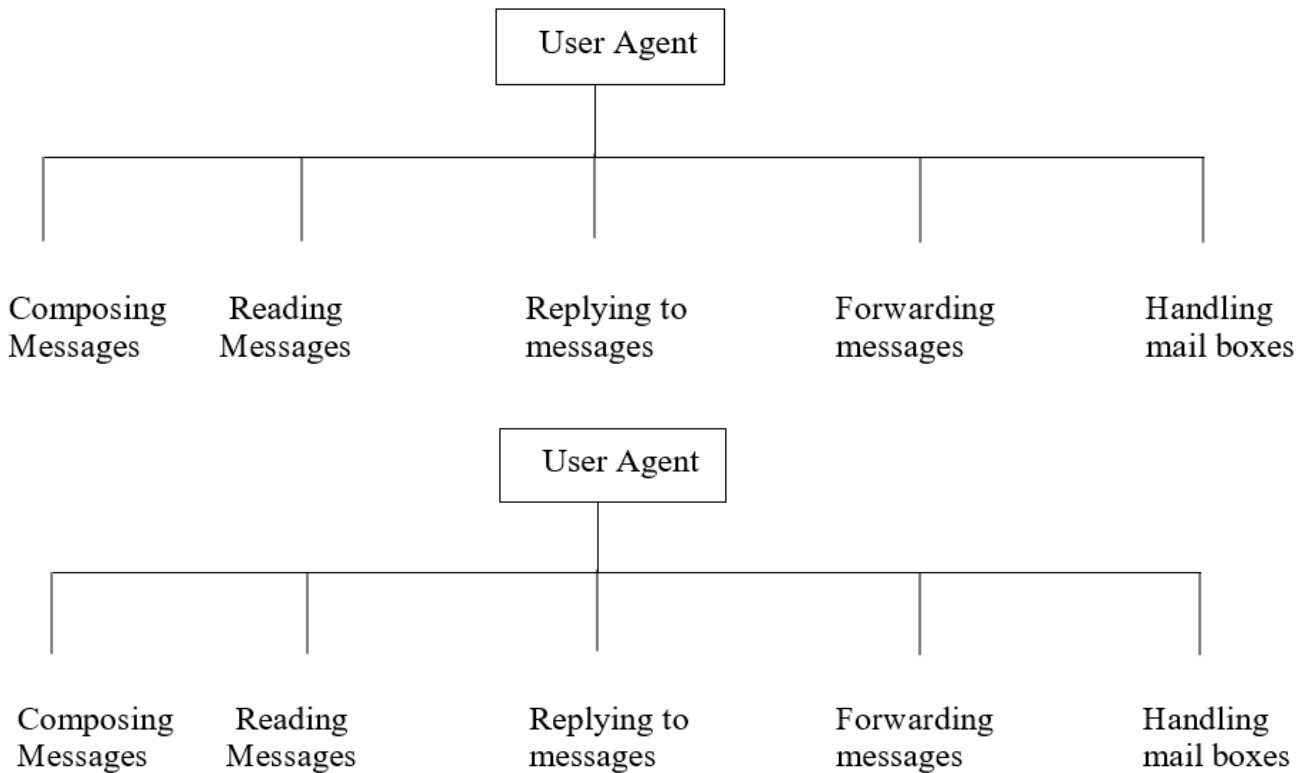 User Agent
Composing Messages
Reading Messages
Replying to messages
Forwarding messages
Handling mail boxes
User Agent
Composing Messages
Reading Messages
Replying to messages
Forwarding messages
Handling mail boxes